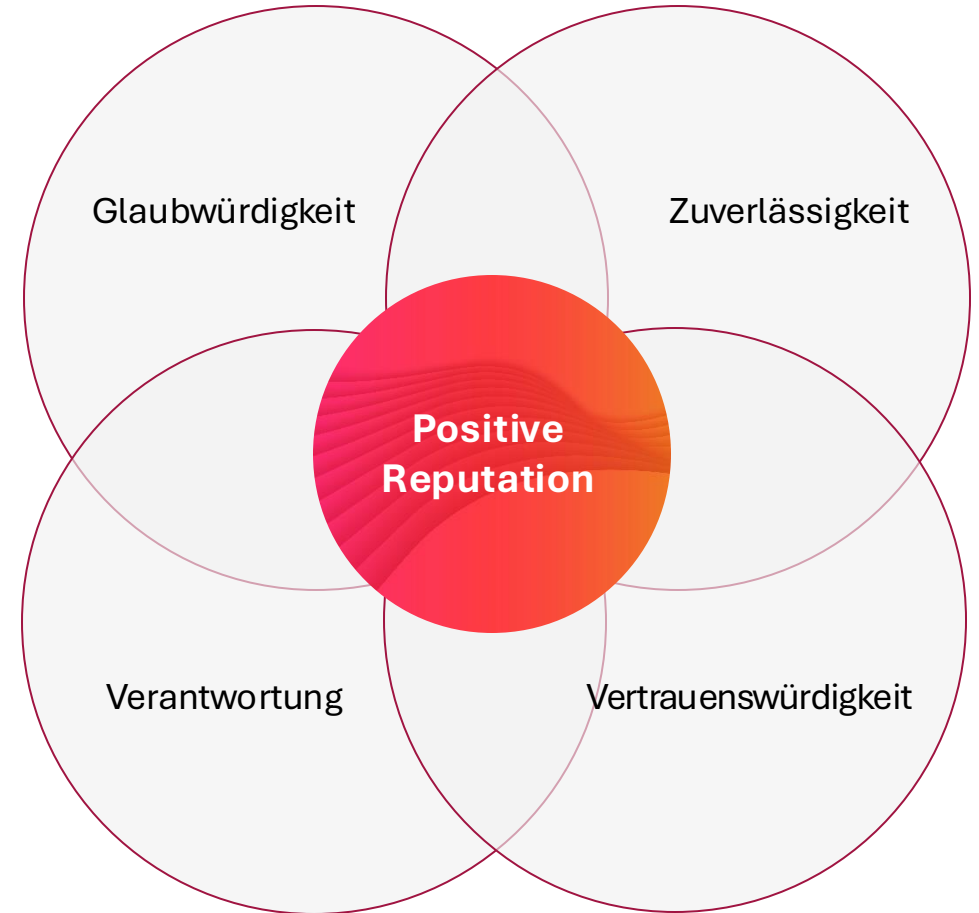 Glaubwürdigkeit
Zuverlässigkeit
Positive
Reputation
Verantwortung
Vertrauenswürdigkeit